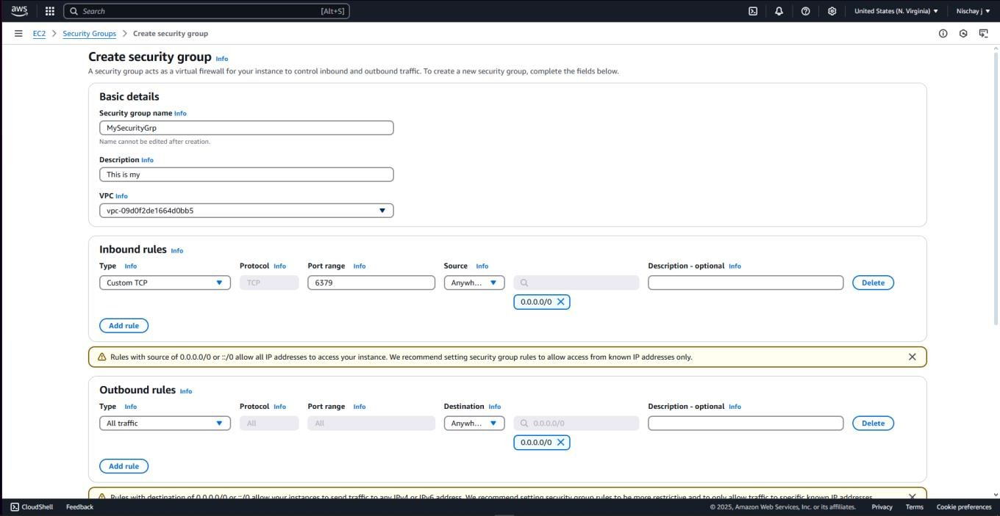 aws
Search [Alt+S] United States (N. Virginia) Nischay j
EC2 Security Groups Create security group
Create security group Info
A security group acts as a virtual firewall for your instance to control inbound and outbound traffic. To create a new security group, complete the fields below.
Basic details
Security group name Info
MySecurityGrp
Name cannot be edited after creation.
Description Info
This is my
VPC Info
vpc-09d0f2de1664d0bb5
Inbound rules Info
Type Info Protocol Info Port range Info Source Info Description - optional Info
Custom TCP TCP 6379 Anywh... Delete
0.0.0.0/0
Add rule
Rules with source of 0.0.0.0/0 or ::/0 allow all IP addresses to access your instance. We recommend setting security group rules to allow access from known IP addresses only.
Outbound rules Info
Type Info Protocol Info Port range Info Destination Info Description - optional Info
All traffic All All Anywh... 0.0.0.0/0 Delete
0.0.0.0/0
Add rule
Rules with destination of 0.0.0.0/0 or ::/0 allow your instances to send traffic to any IPv4 or IPv6 address. We recommend setting security group rules to be more restrictive and to only allow traffic to specific known IP addresses.
CloudShell Feedback © 2025, Amazon Web Services, Inc. or its affiliates. Privacy Terms Cookie preferences